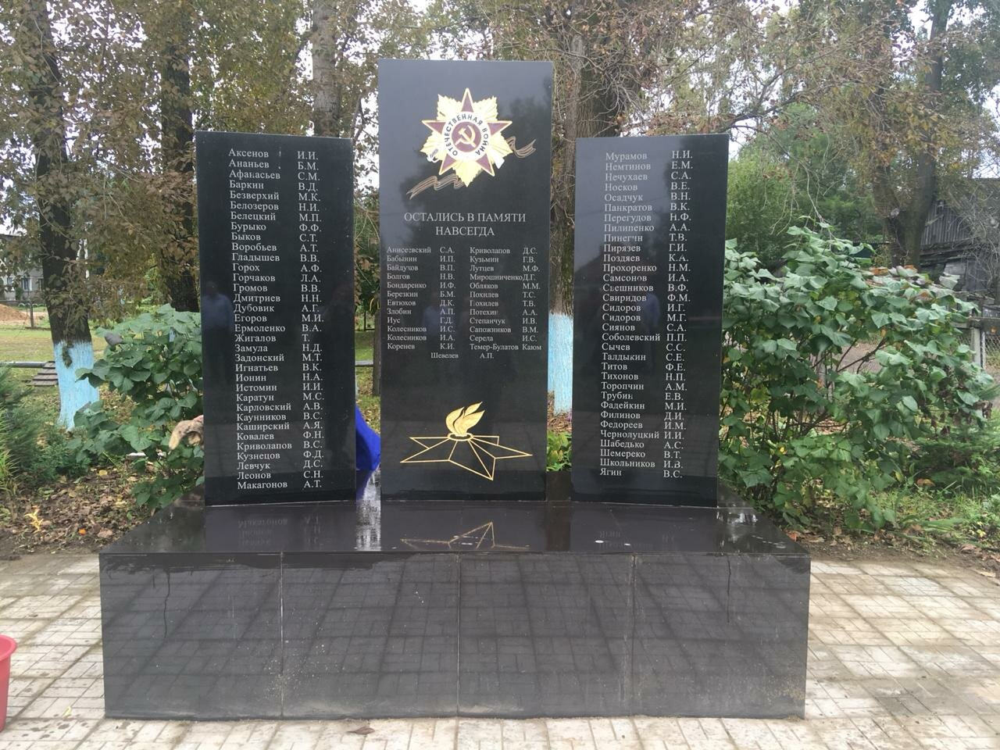 Аксенов И.И.
Ананьев Б.М.
Афанасьев С.М.
Баркин В.Д.
Безверхий М.К.
Белозеров Н.И.
Белецкий М.П.
Бурыко Ф.Ф.
Быков С.Т.
Воробьев А.Т.
Гладышев В.В.
Горох А.Ф.
Горчаков Л.А.
Громов В.В.
Дмитриев Н.Н.
Дубовик А.Г.
Егоров М.И.
Ермоленко В.А.
Жигалов Т.
Замула Н.Д.
Задонский М.Т.
Игнатьев В.К.
Ионин Н.А.
Истомин И.И.
Каратун М.С.
Карловский А.В.
Каунников В.С.
Каширский А.Я.
Ковалев Ф.Н.
Криволапов В.С.
Кузнецов Ф.Д.
Левчук Д.С.
Леонов С.Н.
Макагонов А.Т.
ОТЕЧЕСТВЕННАЯ ВОЙНА
ОСТАЛИСЬ В ПАМЯТИ
НАВСЕГДА
Анисеевский С.А.
Бабынин И.П.
Байдухов В.П.
Болгов Н.В.
Бондаренко И.Ф.
Березкин Б.М.
Евтюхов Д.К.
Злобин А.П.
Иус Г.Д.
Колесников И.С.
Колесников И.А.
Коренев К.И.
Криволапов Д.С.
Кузьмин Г.В.
Лутцев М.Ф.
Мирошниченко Д.Г.
Обляков М.М.
Похилев Т.С.
Гохилев Т.В.
Потехин А.А.
Степанчук И.В.
Сапожников В.М.
Середа И.С.
Темер-Булатов Каюм
Шевелев А.П.
Мурамов Н.И.
Немтинов Е.М.
Нечухаев С.А.
Носков В.Е.
Осадчук В.Н.
Панкратов В.К.
Перегудов Н.Ф.
Пилипенко А.А.
Пинегчн Т.В.
Пирязев Г.И.
Поздяев К.А.
Прохоренко Н.М.
Самсонов И.А.
Сьешников В.Ф.
Свиридов Ф.М.
Сидоров И.Г.
Сидоров М.Г.
Сиянов С.А.
Соболевский П.П.
Сычев С.С.
Талдыкин С.Е.
Титов Ф.Е.
Тихонов Н.П.
Торопчин А.М.
Трубин Е.В.
Фадейкин М.И.
Филинов Д.И.
Федореев И.М.
Чернолуцкий И.И.
Шабедько А.С.
Шемереко В.Т.
Школьников И.В.
Ягин В.С.